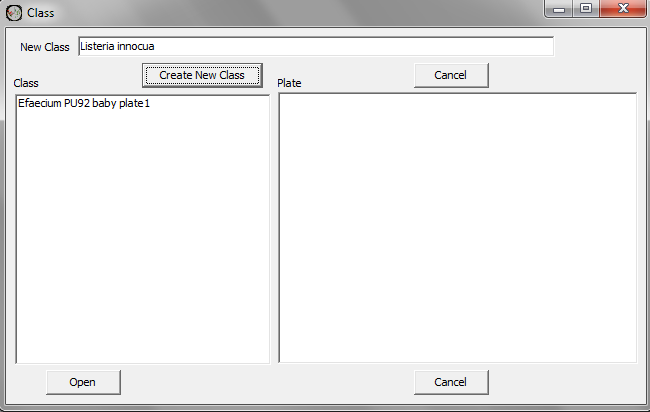 Class
New Class Listeria innocua
Create New Class Cancel
Class Plate
Efaecium PU92 baby plate1
Open Cancel